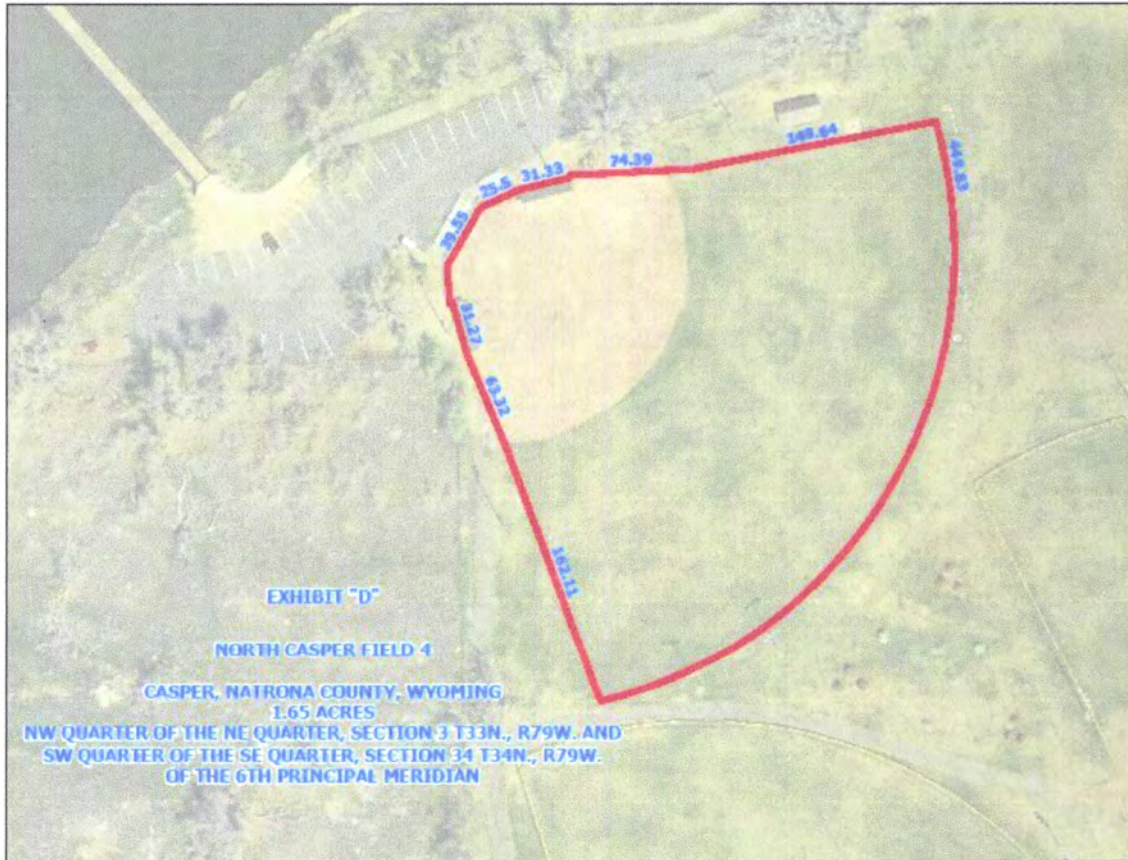 148.64
74.39
31.33
25.5
39.55
449.83
31.27
63.32
162.11
EXHIBIT "D"
NORTH CASPER FIELD 4
CASPER, NATRONA COUNTY, WYOMING
1.65 ACRES
NW QUARTER OF THE NE QUARTER, SECTION 3 T33N., R79W. AND
SW QUARTER OF THE SE QUARTER, SECTION 34 T34N., R79W.
OF THE 6TH PRINCIPAL MERIDIAN